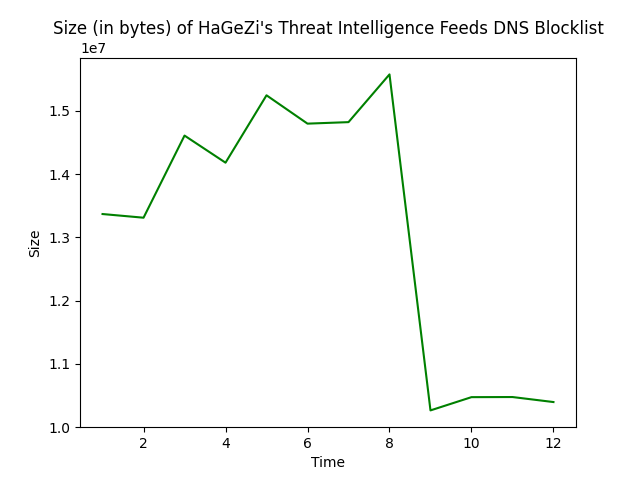 Size (in bytes) of HaGeZi's Threat Intelligence Feeds DNS Blocklist
1e7
1.5
1.4
1.3
1.2
1.1
1.0
Size
2 4 6 8 10 12
Time